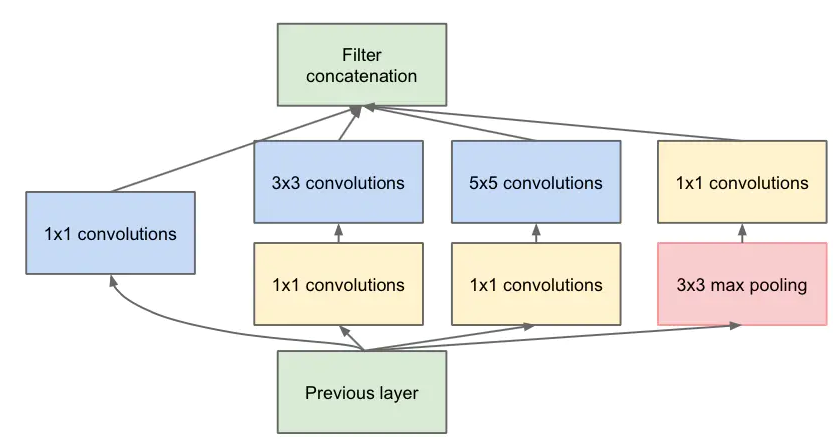 Filter
concatenation
3x3 convolutions
5x5 convolutions
1x1 convolutions
1x1 convolutions
1x1 convolutions
1x1 convolutions
3x3 max pooling
Previous layer